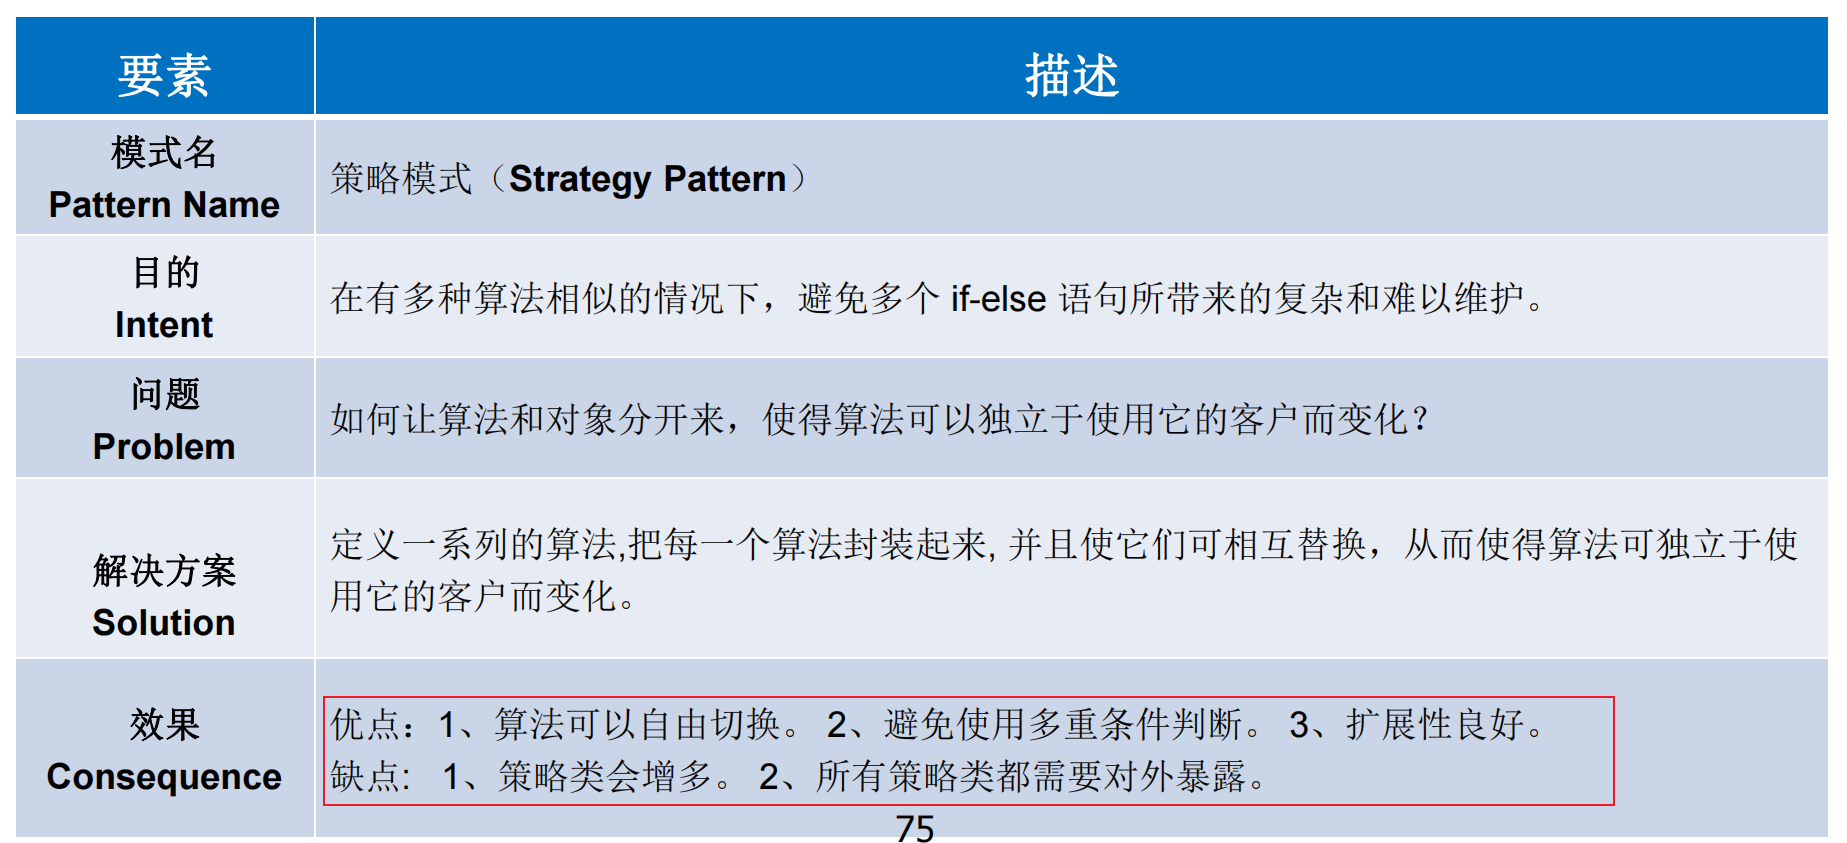 要素
描述
模式名
Pattern Name
策略模式（Strategy Pattern）
目的
Intent
在有多种算法相似的情况下，避免多个 if-else 语句所带来的复杂和难以维护。
问题
Problem
如何让算法和对象分开来，使得算法可以独立于使用它的客户而变化？
解决方案
Solution
定义一系列的算法,把每一个算法封装起来, 并且使它们可相互替换，从而使得算法可独立于使
用它的客户而变化。
效果
Consequence
优点：1、算法可以自由切换。 2、避免使用多重条件判断。 3、扩展性良好。
缺点: 1、策略类会增多。 2、所有策略类都需要对外暴露。
75